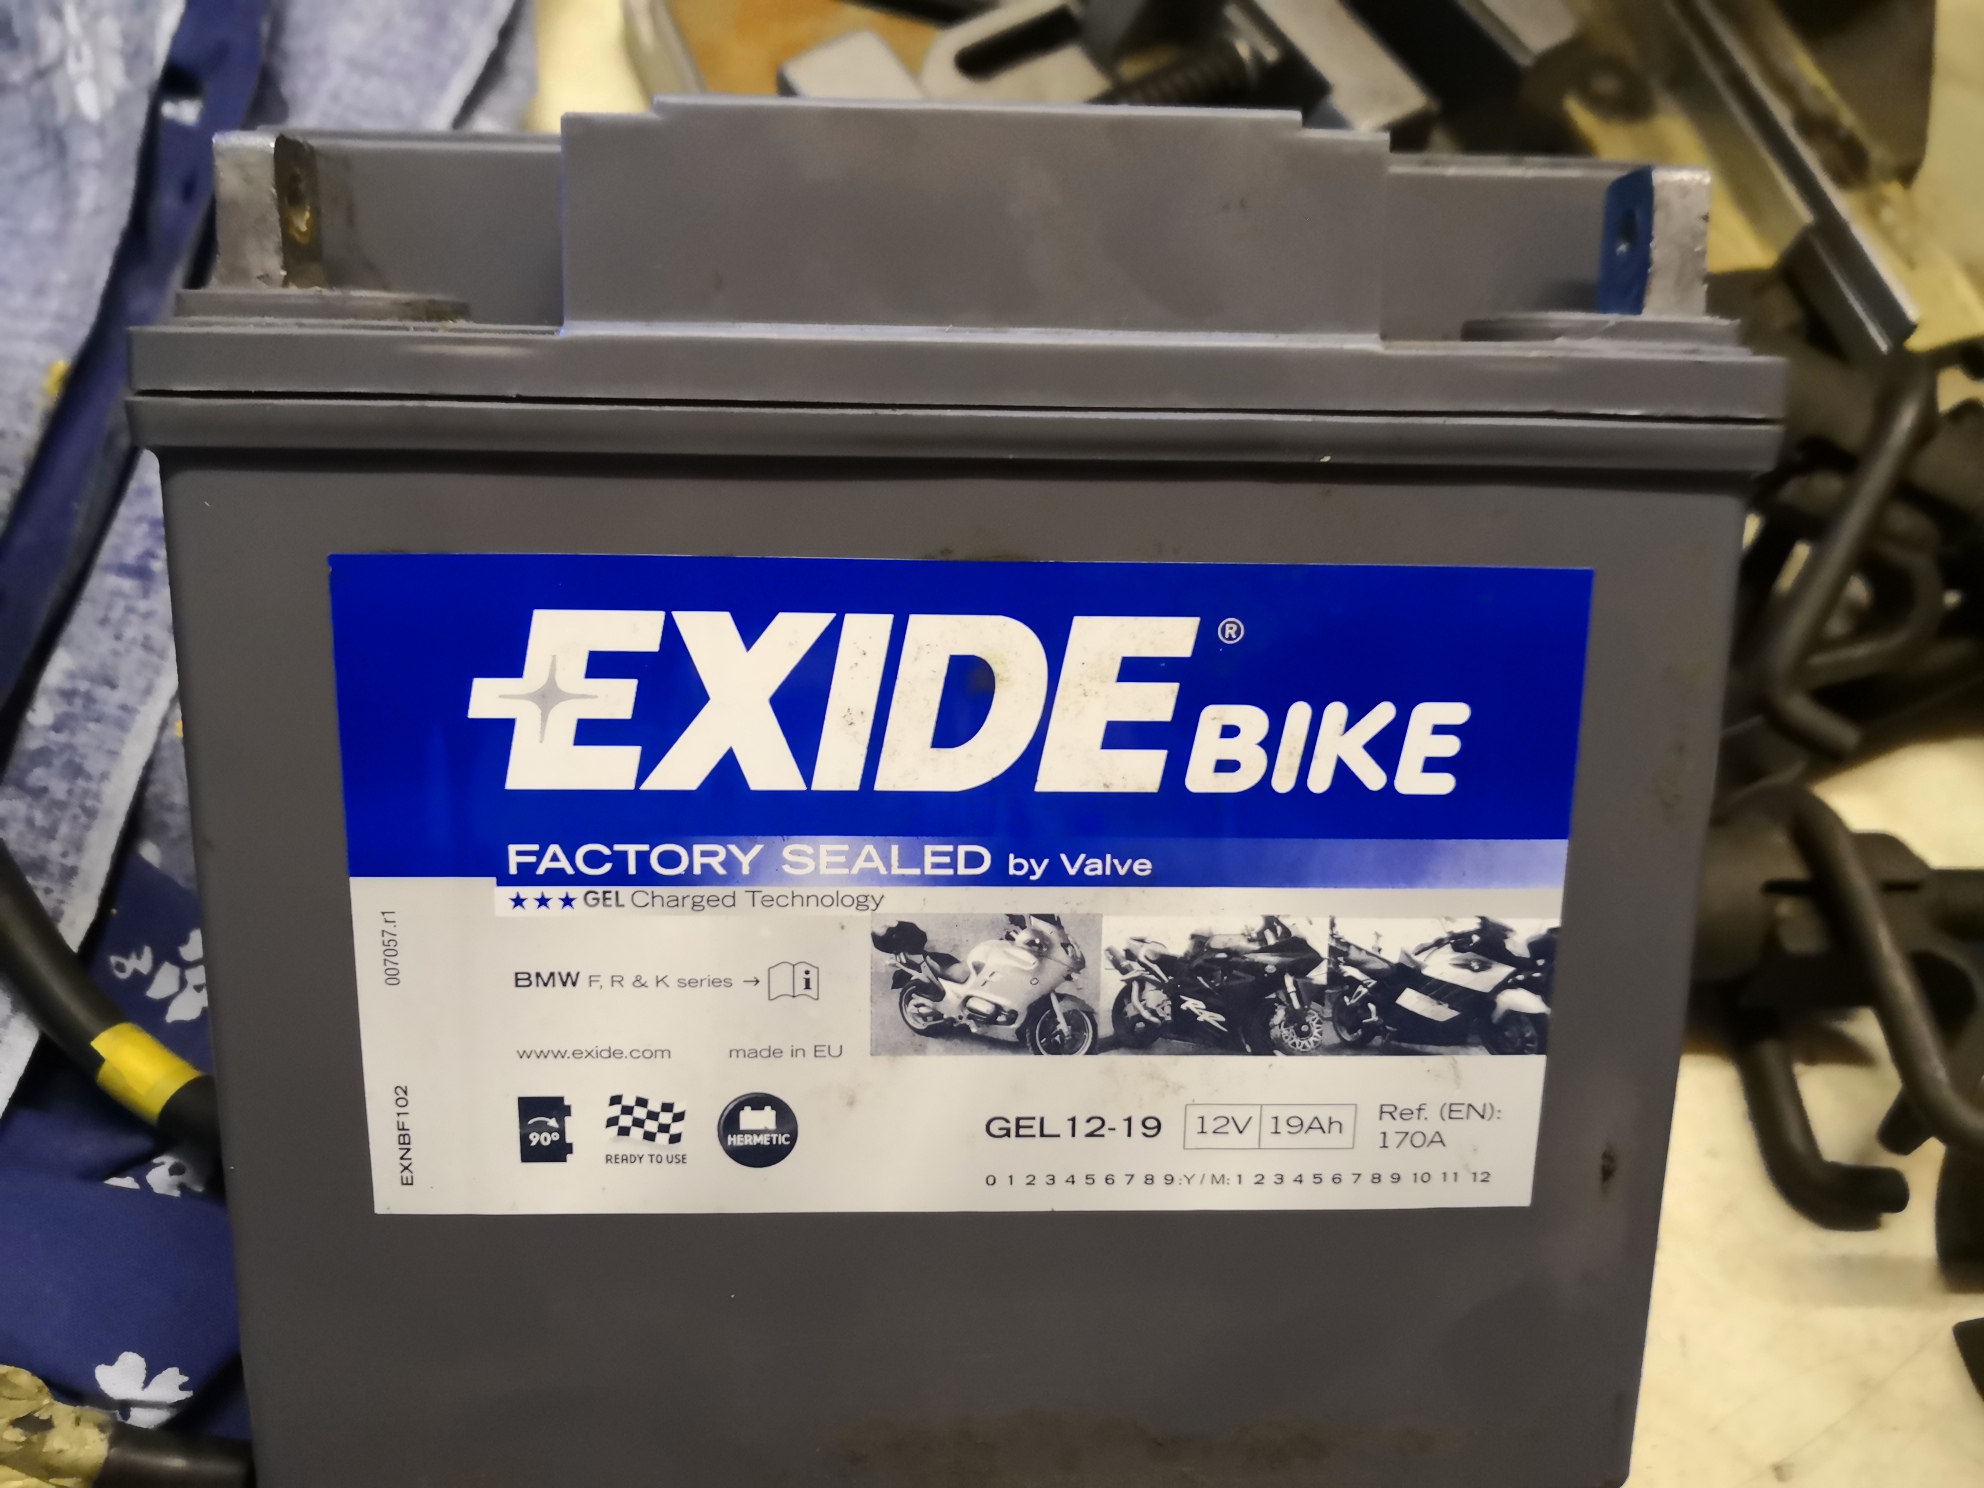 EXIDE® BIKE
FACTORY SEALED by Valve
★★★ GEL Charged Technology
007057.r1
BMW F, R & K series → i
www.exide.com made in EU
EXNBF102
90°
READY TO USE
HERMETIC
GEL12-19 12V 19Ah Ref. (EN):
170A
0 1 2 3 4 5 6 7 8 9 :Y/M: 1 2 3 4 5 6 7 8 9 10 11 12
RR